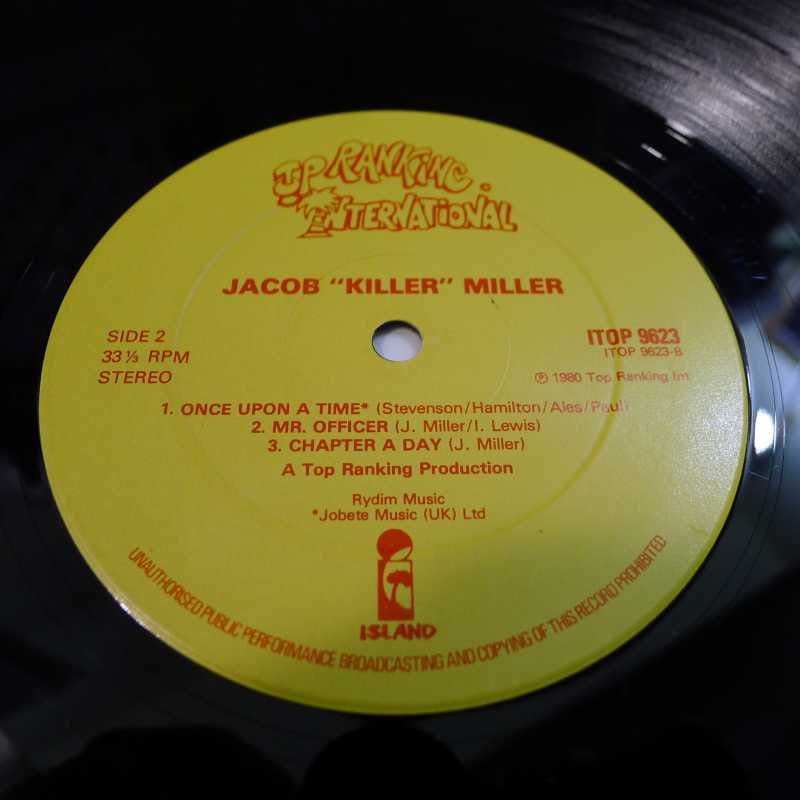 TOP RANKING.
INTERNATIONAL
JACOB "KILLER" MILLER
SIDE 2
33⅓ RPM
STEREO
ITOP 9623
ITOP 9623-B
℗ 1980 Top Ranking Int
1. ONCE UPON A TIME* (Stevenson/Hamilton/Ales/Paul)
2. MR. OFFICER (J. Miller/I. Lewis)
3. CHAPTER A DAY (J. Miller)
A Top Ranking Production
Rydim Music
*Jobete Music (UK) Ltd
ISLAND
UNAUTHORISED PUBLIC PERFORMANCE BROADCASTING AND COPYING OF THIS RECORD PROHIBITED